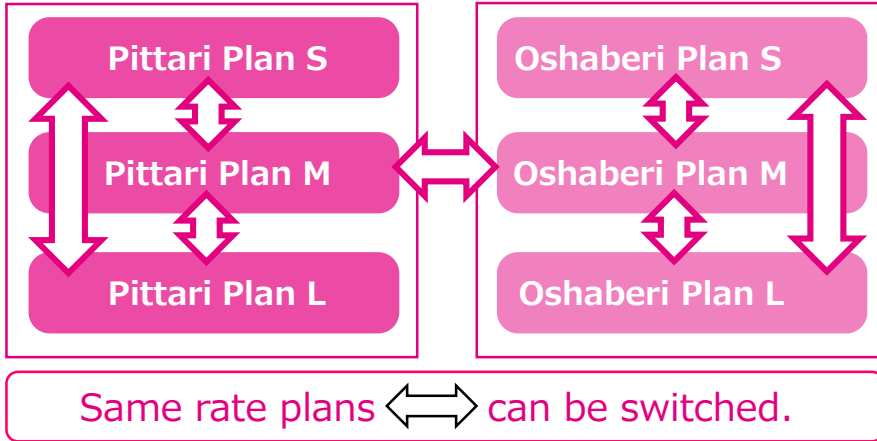 Pittari Plan S
Pittari Plan M
Pittari Plan L
Oshaberi Plan S
Oshaberi Plan M
Oshaberi Plan L
Same rate plans can be switched.